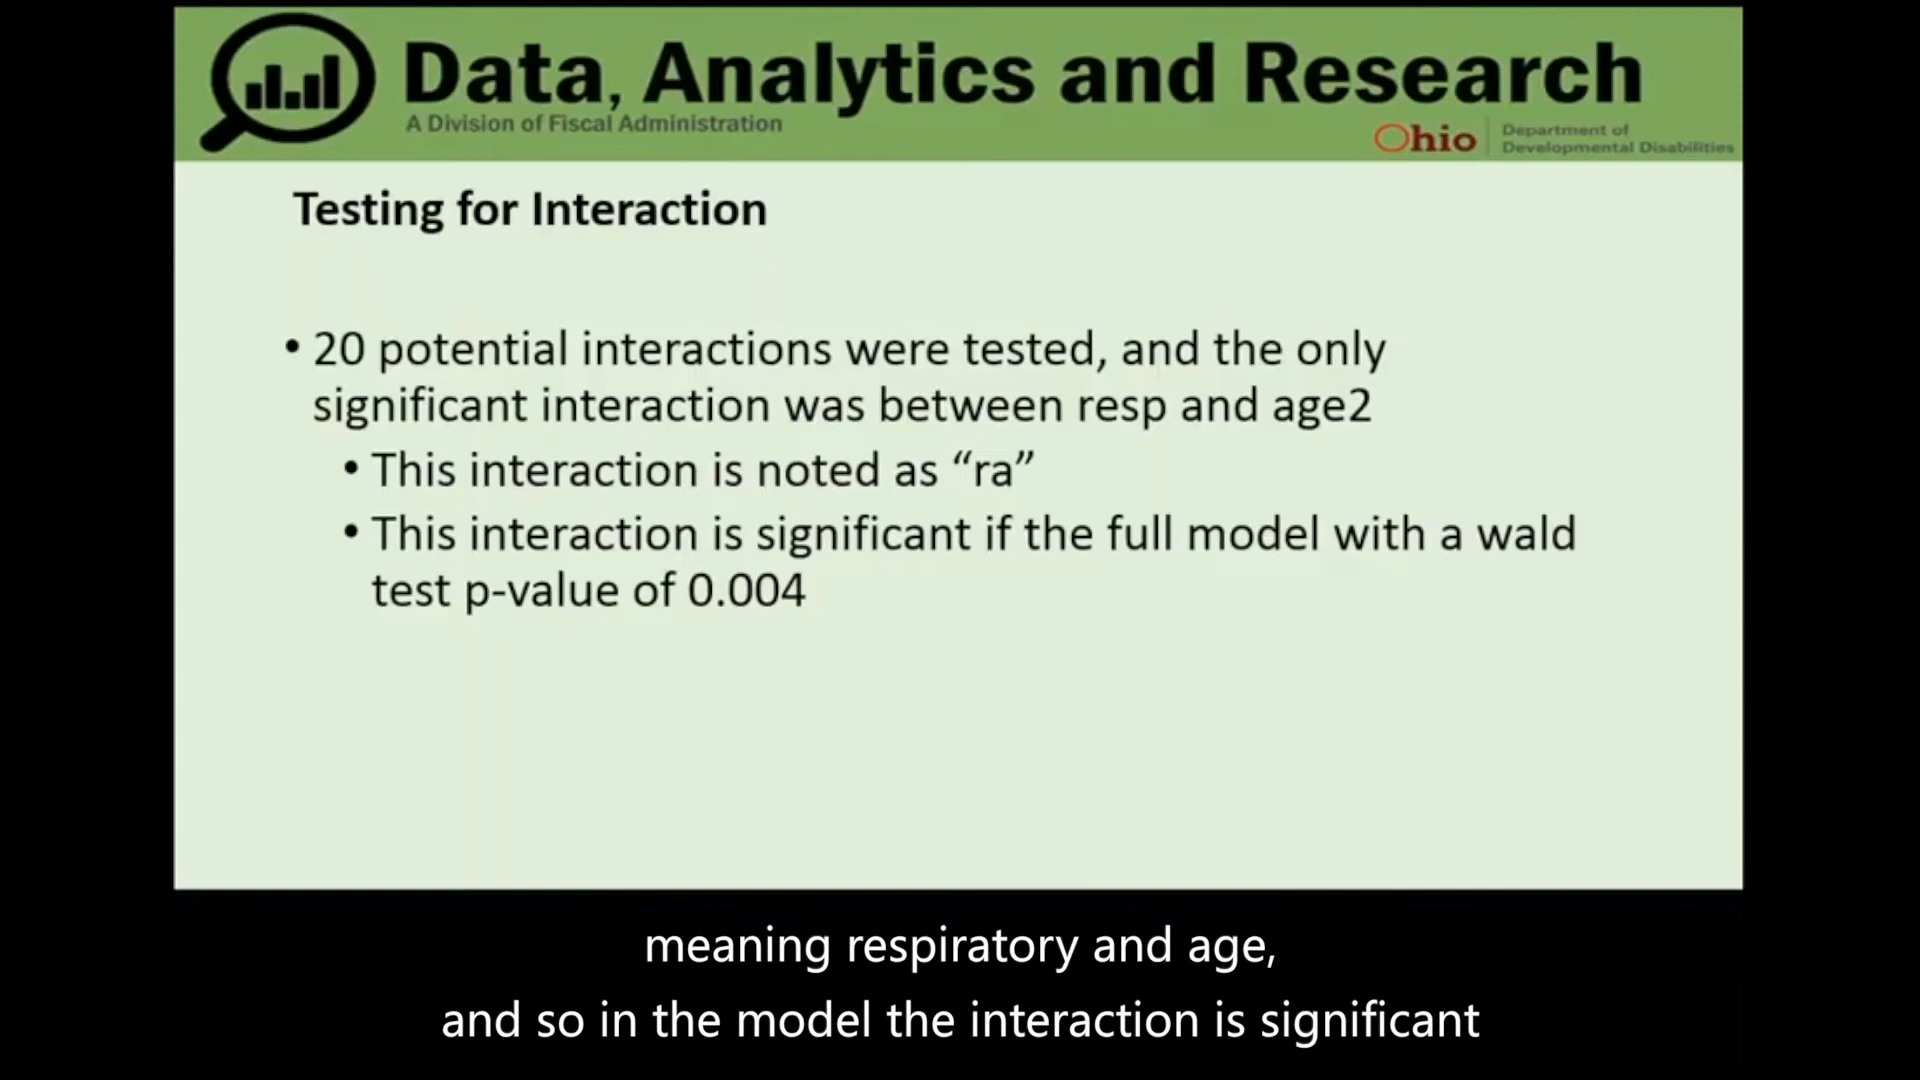 Data, Analytics and Research
A Division of Fiscal Administration
Ohio
Department of
Developmental Disabilities
Testing for Interaction
• 20 potential interactions were tested, and the only
significant interaction was between resp and age2
• This interaction is noted as “ra”
• This interaction is significant if the full model with a wald
test p-value of 0.004
meaning respiratory and age,
and so in the model the interaction is significant